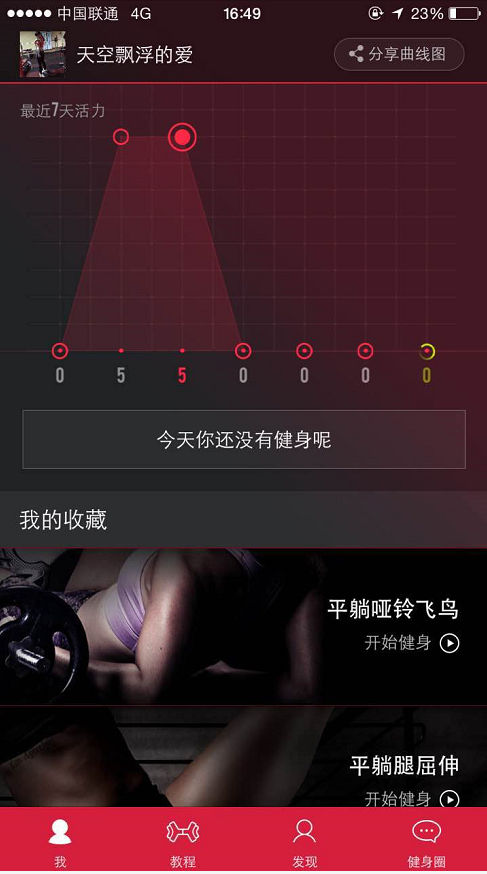 中国联通 4G 16:49 23%
天空飘浮的爱 分享曲线图
最近7天活力
0 5 5 0 0 0 0
今天你还没有健身呢
我的收藏
平躺哑铃飞鸟
开始健身
平躺腿屈伸
开始健身
我 教程 发现 健身圈